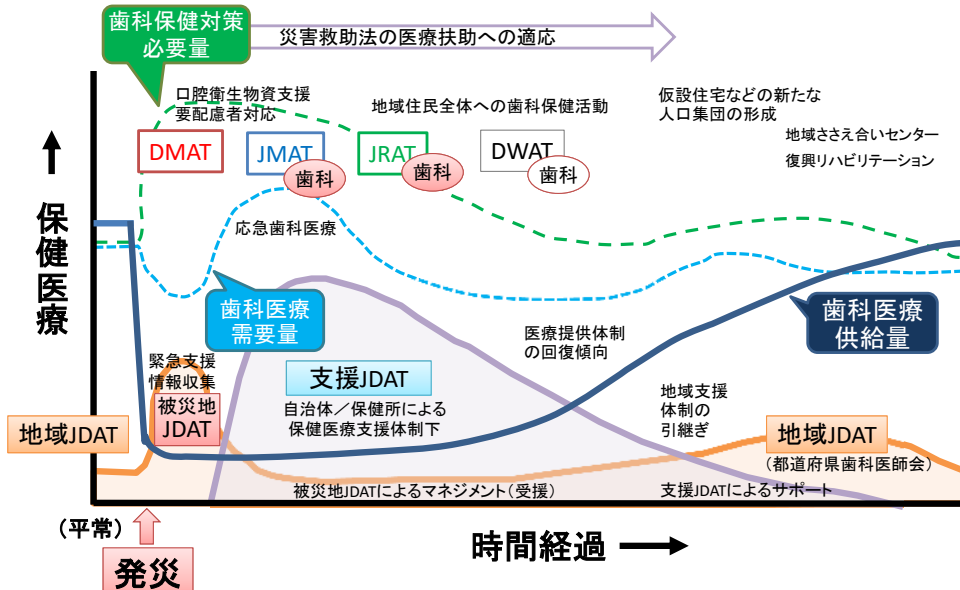 歯科保健対策
必要量
災害救助法の医療扶助への適応
口腔衛生物資支援
要配慮者対応
地域住民全体への歯科保健活動
仮設住宅などの新たな
人口集団の形成
地域ささえ合いセンター
復興リハビリテーション
DMAT
JMAT
歯科
JRAT
歯科
DWAT
歯科
保健医療
応急歯科医療
歯科医療
需要量
歯科医療
供給量
医療提供体制
の回復傾向
緊急支援
情報収集
被災地
JDAT
支援JDAT
自治体／保健所による
保健医療支援体制下
地域支援
体制の
引継ぎ
地域JDAT
地域JDAT
（都道府県歯科医師会）
被災地JDATによるマネジメント（受援）
支援JDATによるサポート
（平常）
発災
時間経過